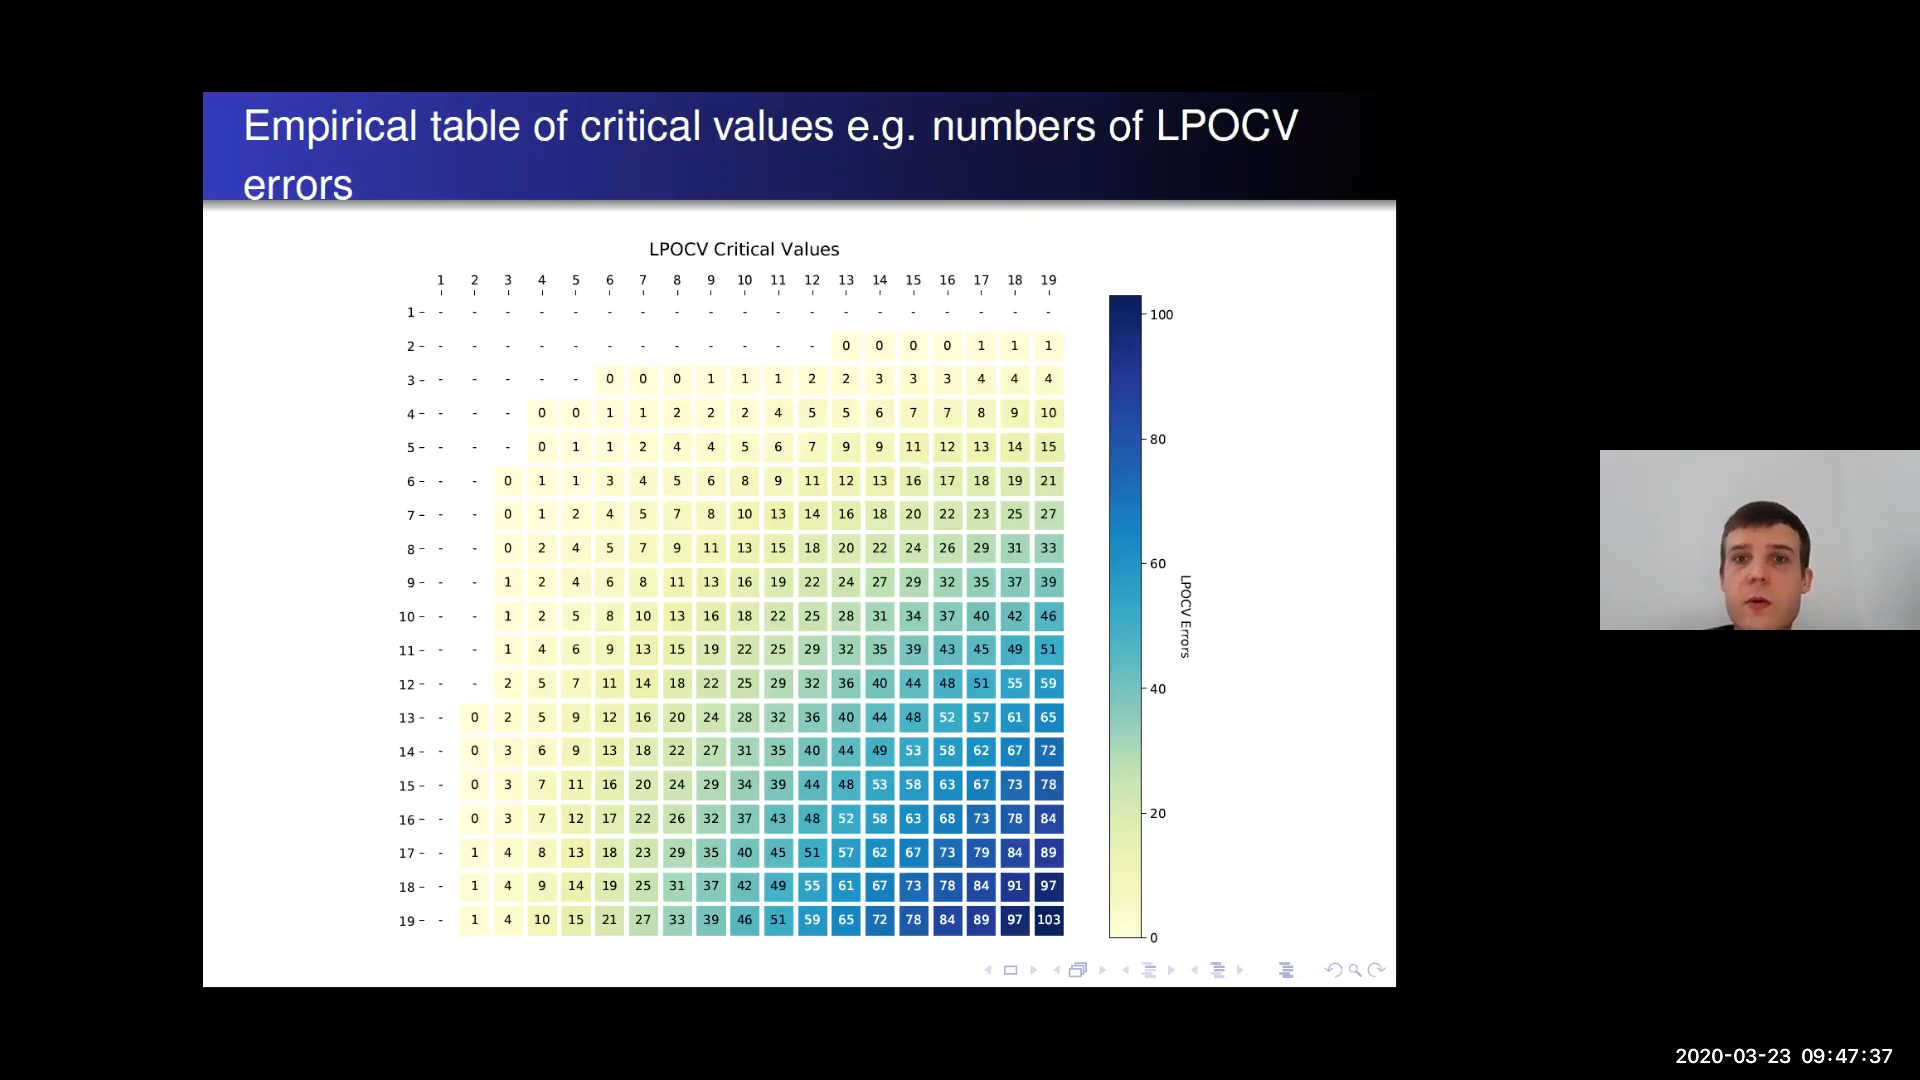 Empirical table of critical values e.g. numbers of LPOCV
errors
LPOCV Critical Values
1 2 3 4 5 6 7 8 9 10 11 12 13 14 15 16 17 18 19
1 - - - - - - - - - - - - - - - - - - -
2 - - - - - - - - - - - - 0 0 0 0 1 1 1
3 - - - - - 0 0 0 1 1 1 2 2 3 3 3 4 4 4
4 - - - 0 0 1 1 2 2 2 4 5 5 6 7 7 8 9 10
5 - - - 0 1 1 2 4 4 5 6 7 9 9 11 12 13 14 15
6 - - 0 1 1 3 4 5 6 8 9 11 12 13 16 17 18 19 21
7 - - 0 1 2 4 5 7 8 10 13 14 16 18 20 22 23 25 27
8 - - 0 2 4 5 7 9 11 13 15 18 20 22 24 26 29 31 33
9 - - 1 2 4 6 8 11 13 16 19 22 24 27 29 32 35 37 39
10 - - 1 2 5 8 10 13 16 18 22 25 28 31 34 37 40 42 46
11 - - 1 4 6 9 13 15 19 22 25 29 32 35 39 43 45 49 51
12 - - 2 5 7 11 14 18 22 25 29 32 36 40 44 48 51 55 59
13 - 0 2 5 9 12 16 20 24 28 32 36 40 44 48 52 57 61 65
14 - 0 3 6 9 13 18 22 27 31 35 40 44 49 53 58 62 67 72
15 - 0 3 7 11 16 20 24 29 34 39 44 48 53 58 63 67 73 78
16 - 0 3 7 12 17 22 26 32 37 43 48 52 58 63 68 73 78 84
17 - 1 4 8 13 18 23 29 35 40 45 51 57 62 67 73 79 84 89
18 - 1 4 9 14 19 25 31 37 42 49 55 61 67 73 78 84 91 97
19 - 1 4 10 15 21 27 33 39 46 51 59 65 72 78 84 89 97 103
100
80
60
40
20
0
LPOCV Errors
2020-03-23 09:47:37